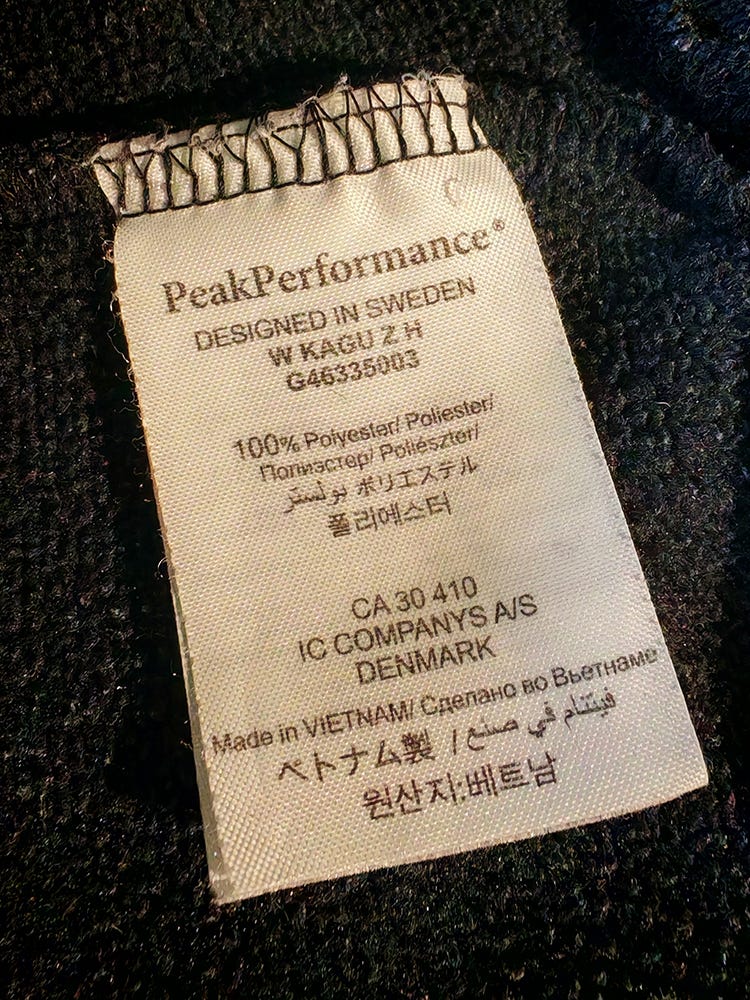 PeakPerformance®
DESIGNED IN SWEDEN
W KAGU Z H
G46335003
100% Polyester/ Poliester/
Полиэстер/ Poliészter/
بولستر ポリエステル
폴리에스터
CA 30 410
IC COMPANYS A/S
DENMARK
Made in VIETNAM/ Сделано во Вьетнаме
ベトナム製 / فيتنام في صنع
원산지:베트남